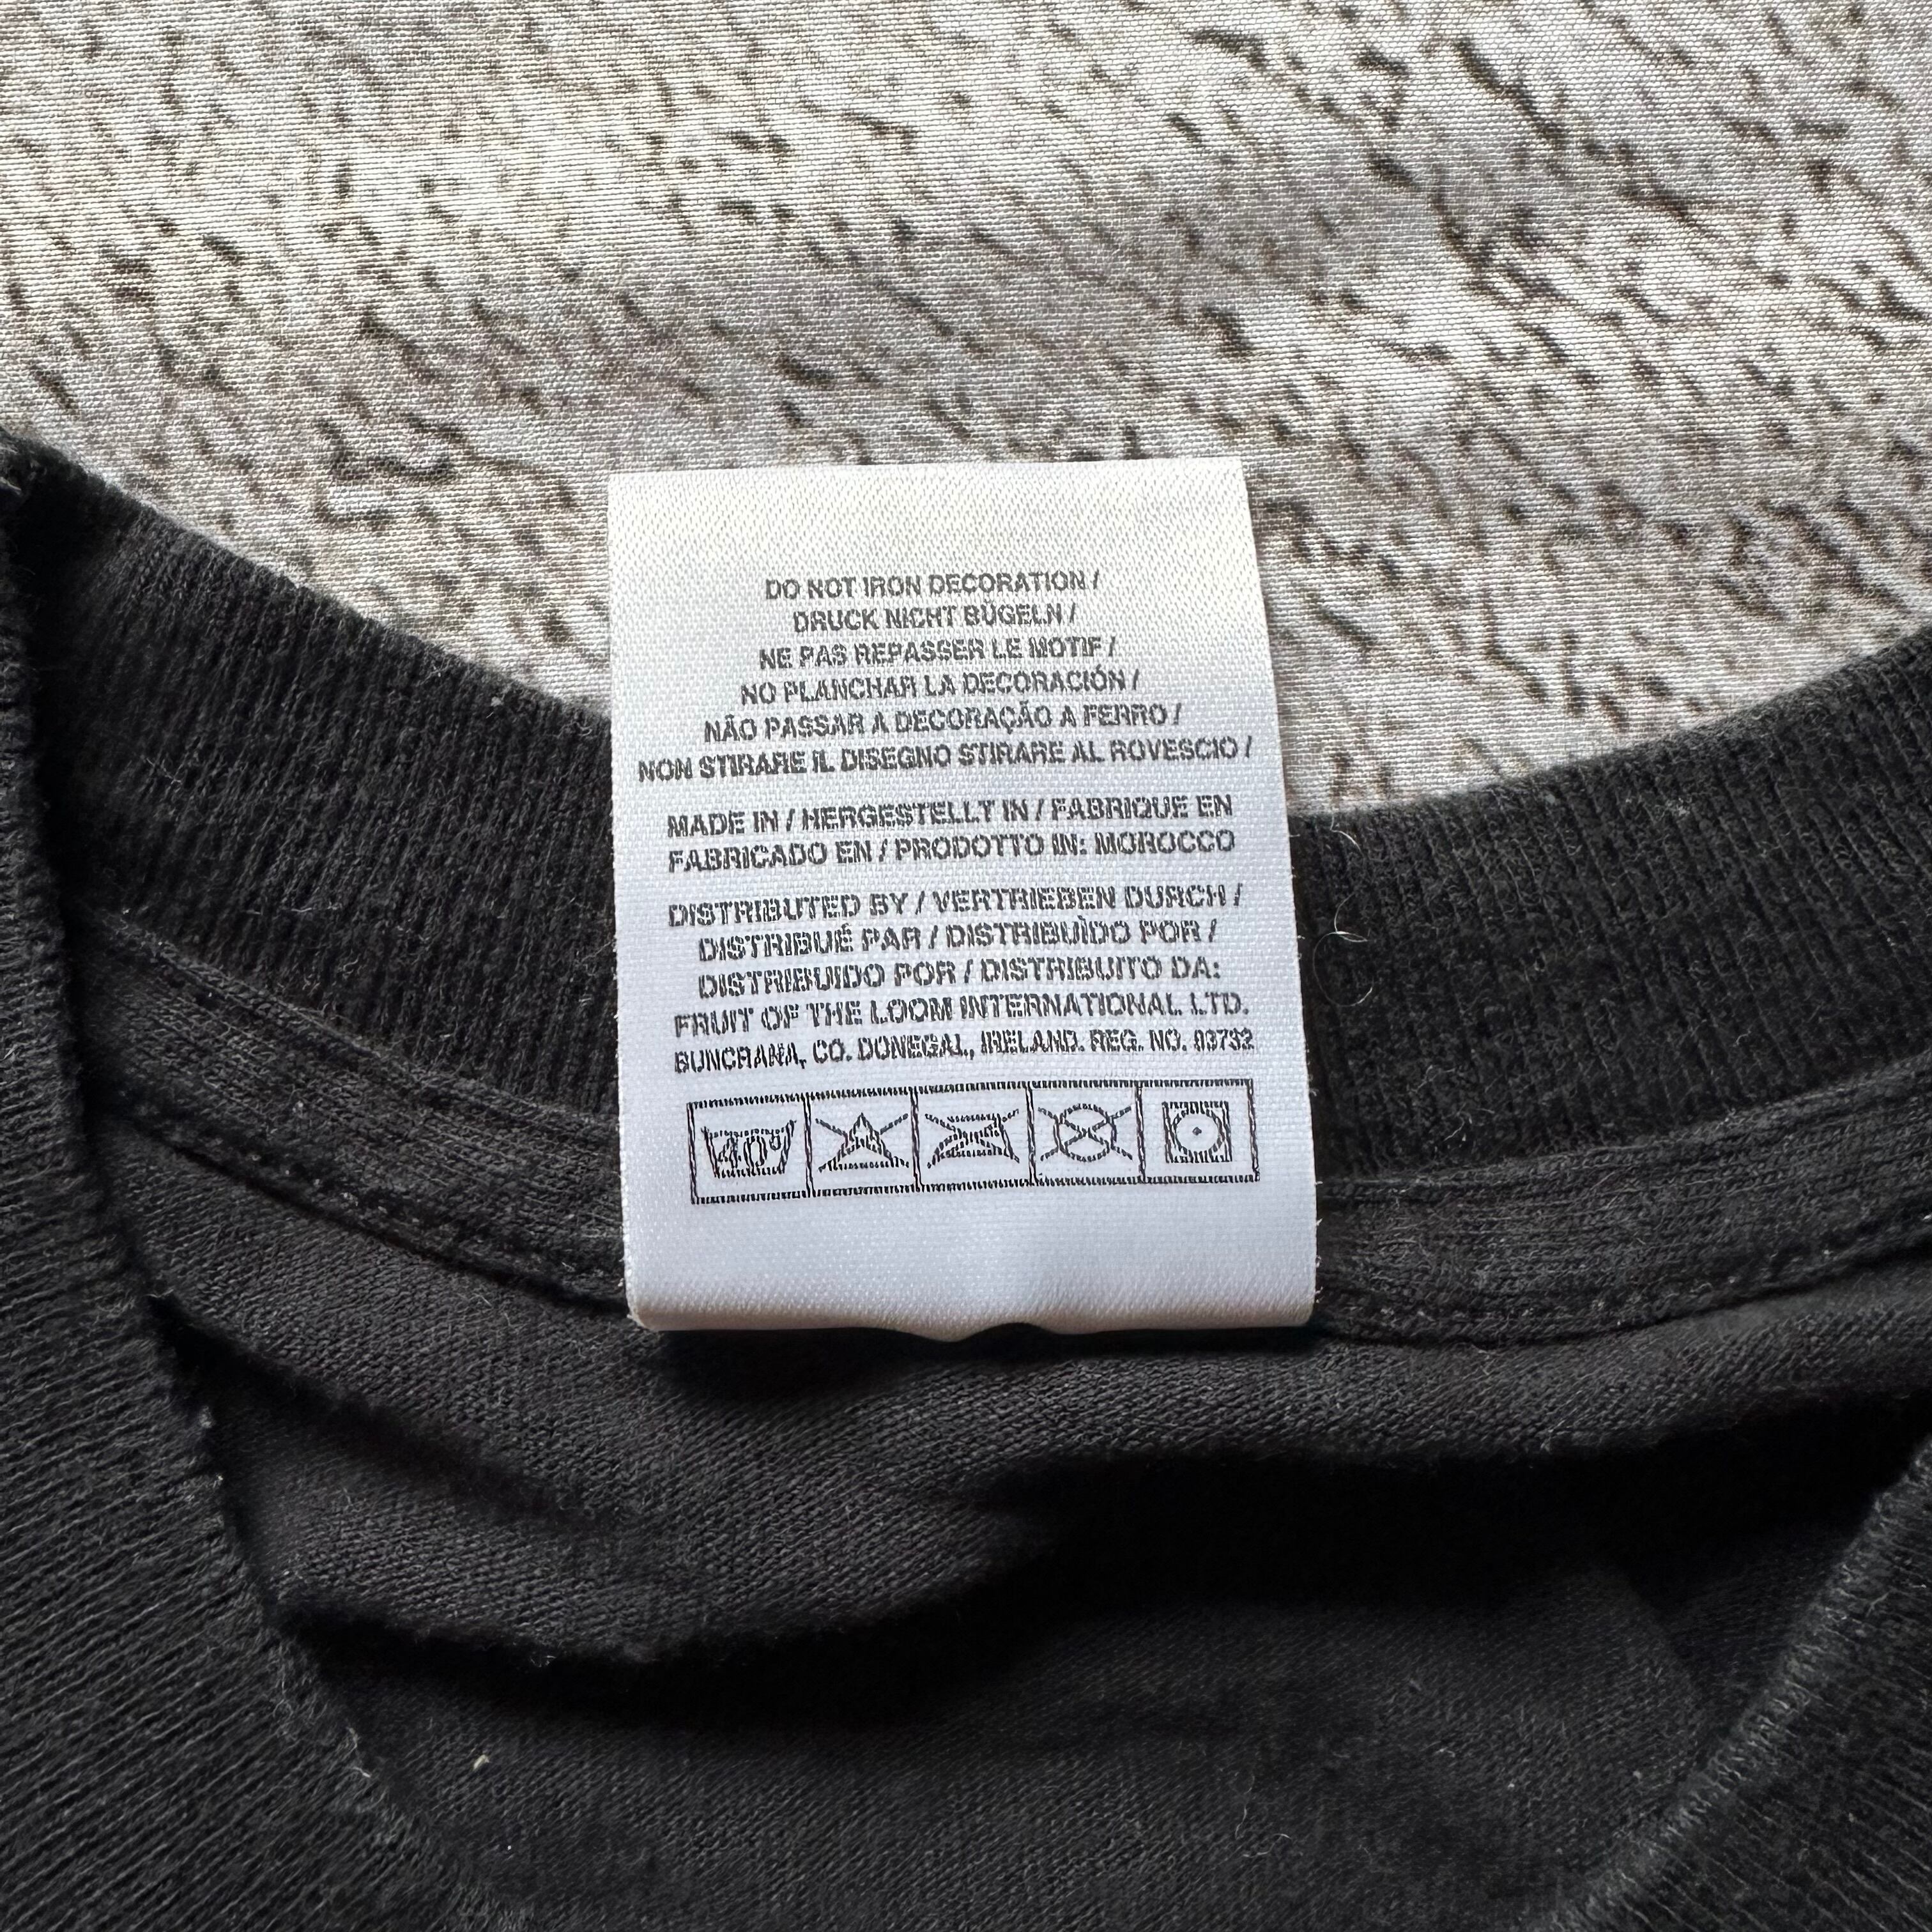 DO NOT IRON DECORATION /
DRUCK NICHT BÜGELN /
NE PAS REPASSER LE MOTIF /
NO PLANCHAR LA DECORACIÓN /
NÃO PASSAR A DECORAÇÃO A FERRO /
NON STIRARE IL DISEGNO STIRARE AL ROVESCIO /
MADE IN / HERGESTELLT IN / FABRIQUE EN
FABRICADO EN / PRODOTTO IN: MOROCCO
DISTRIBUTED BY / VERTRIEBEN DURCH /
DISTRIBUÉ PAR / DISTRIBUÌDO POR /
DISTRIBUIDO POR / DISTRIBUITO DA:
FRUIT OF THE LOOM INTERNATIONAL LTD.
BUNCRANA, CO. DONEGAL, IRELAND. REG. NO. 93732
40°